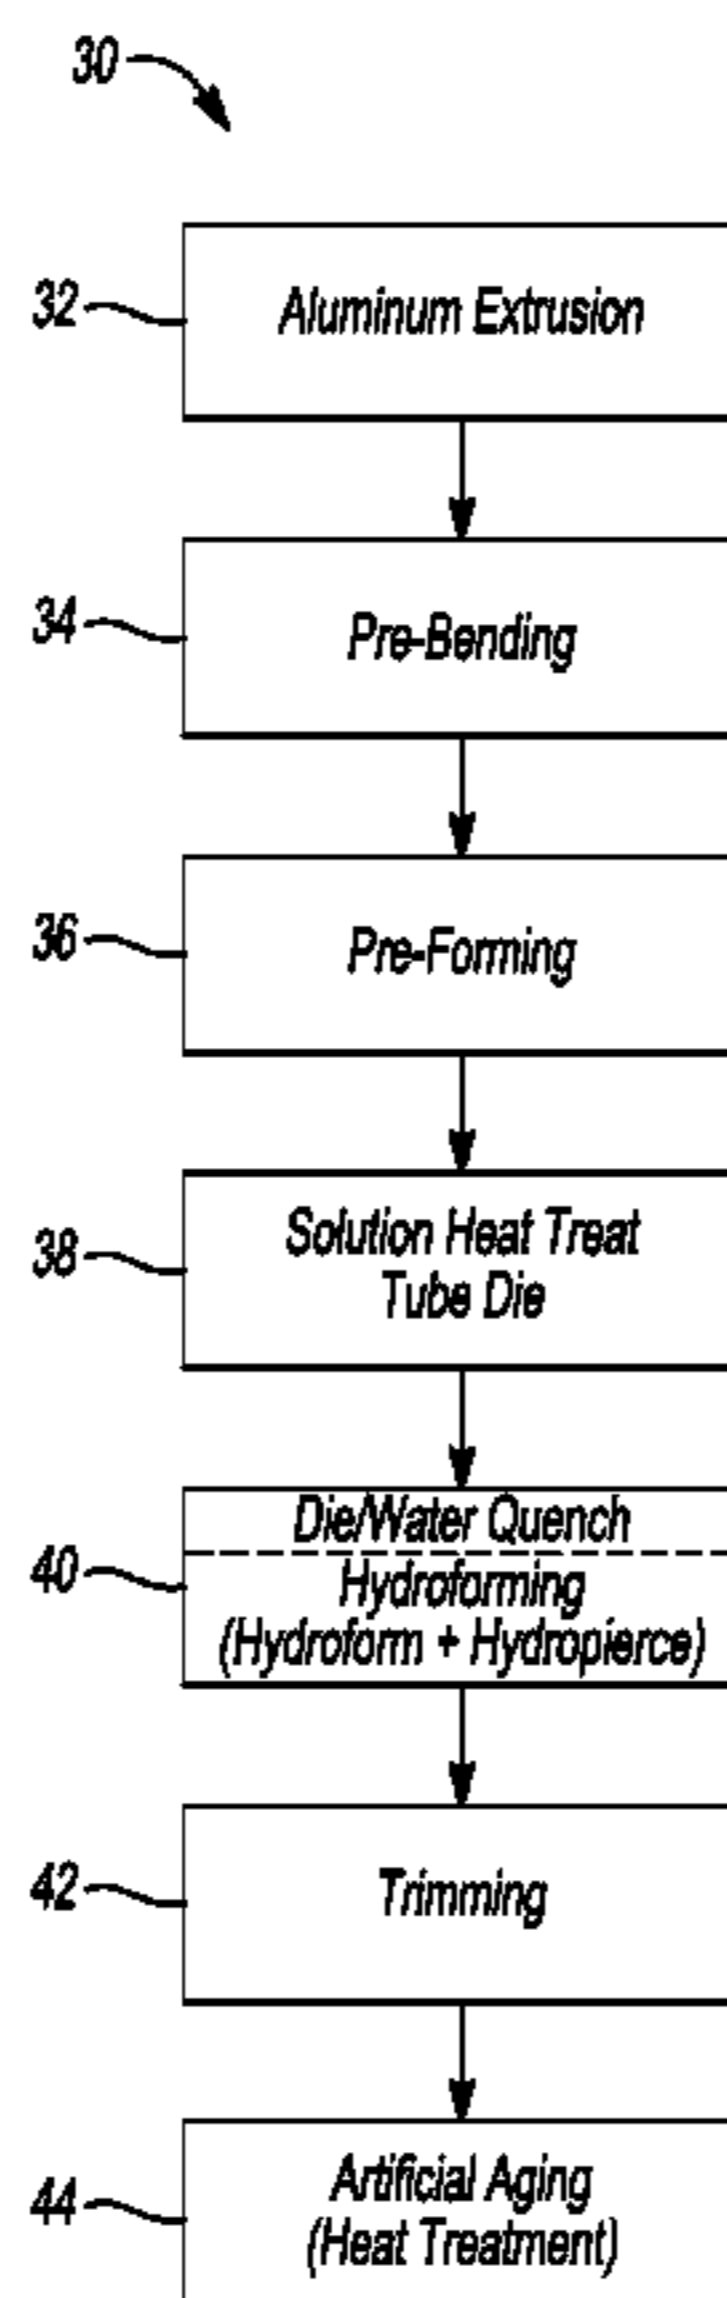 30
32
Aluminum Extrusion
34
Pre-Bending
36
Pre-Forming
38
Solution Heat Treat
Tube Die
40
Die/Water Quench
Hydroforming
(Hydroform + Hydropierce)
42
Trimming
44
Artificial Aging
(Heat Treatment)